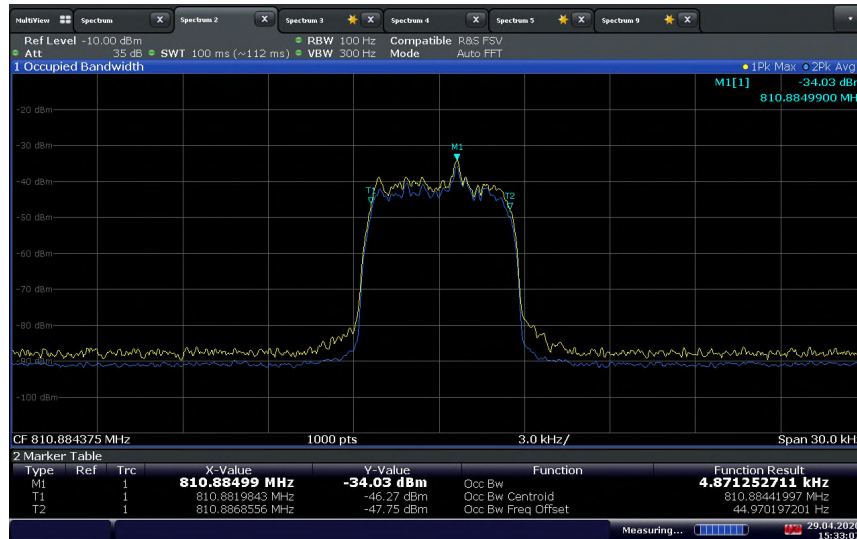 MultiView Spectrum X Spectrum 2 X Spectrum 3 X Spectrum 4 X Spectrum 5 X Spectrum 9 X
Ref Level -10.00 dBm RBW 100 Hz Compatible R&S FSV
Att 35 dB SWT 100 ms (~112 ms) VBW 300 Hz Mode Auto FFT
1 Occupied Bandwidth 1Pk Max 2Pk Avg
M1[1] -34.03 dBm
810.8849900 MH
-20 dBm
-30 dBm
M1
-40 dBm
T1 T2
-50 dBm
-60 dBm
-70 dBm
-80 dBm
-90 dBm
-100 dBm
CF 810.884375 MHz 1000 pts 3.0 kHz/ Span 30.0 kH
2 Marker Table
Type Ref Trc X-Value Y-Value Function Function Result
M1 1 810.88499 MHz -34.03 dBm Occ Bw 4.871252711 kHz
T1 1 810.8819843 MHz -46.27 dBm Occ Bw Centroid 810.88441997 MHz
T2 1 810.8868556 MHz -47.75 dBm Occ Bw Freq Offset 44.970197201 Hz
Measuring... 29.04.2020
15:33:0